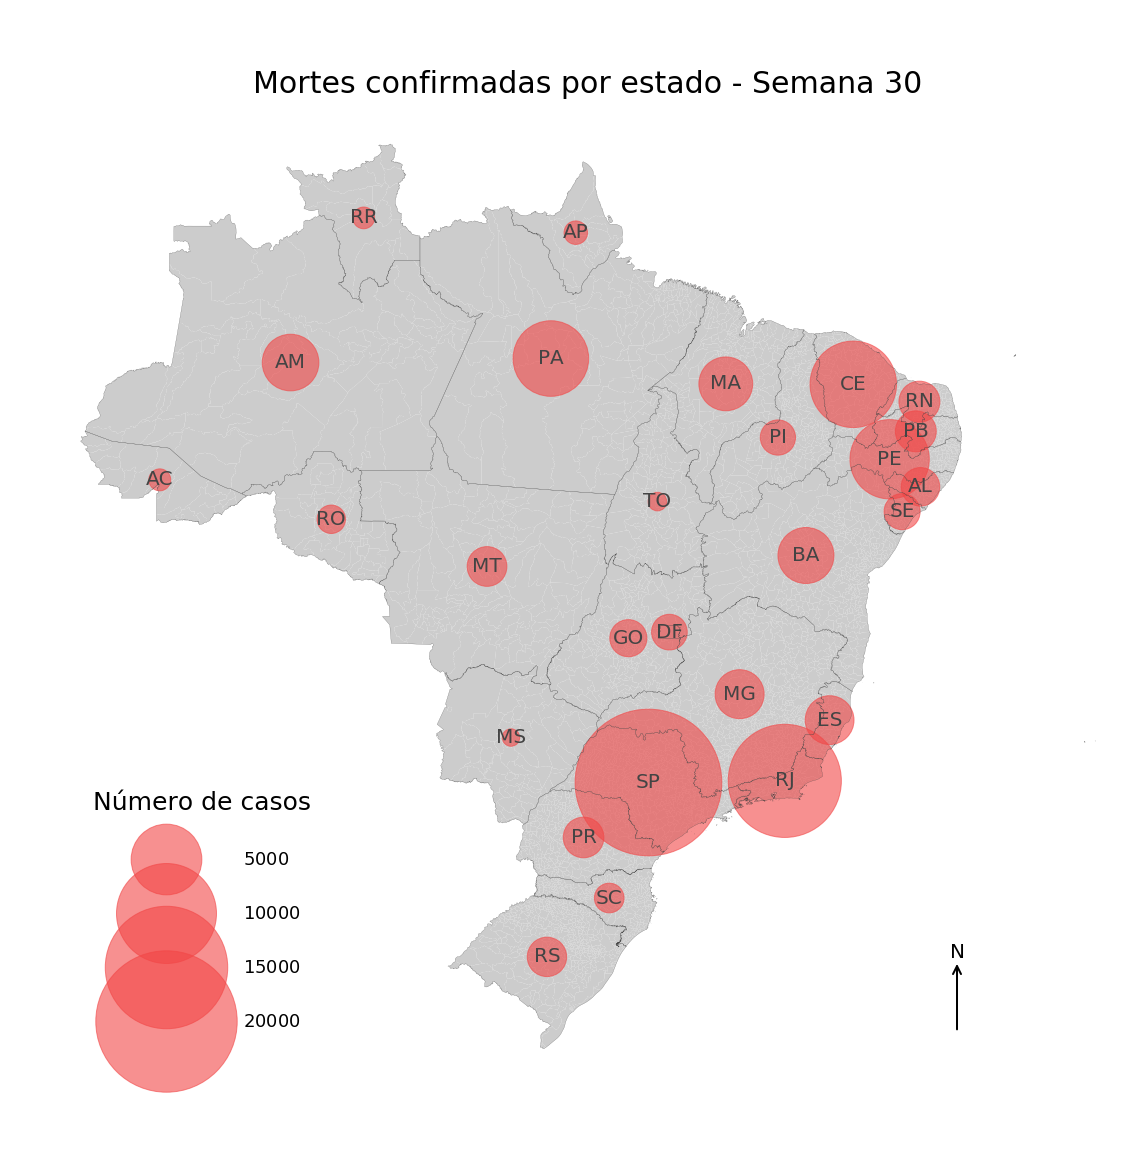 Mortes confirmadas por estado - Semana 30
RR
AP
AM
PA
MA
CE
RN
PI
PB
PE
AC
AL
TO
SE
RO
BA
MT
GO
DF
MG
ES
MS
SP
RJ
PR
SC
RS
Número de casos
5000
10000
15000
20000
N